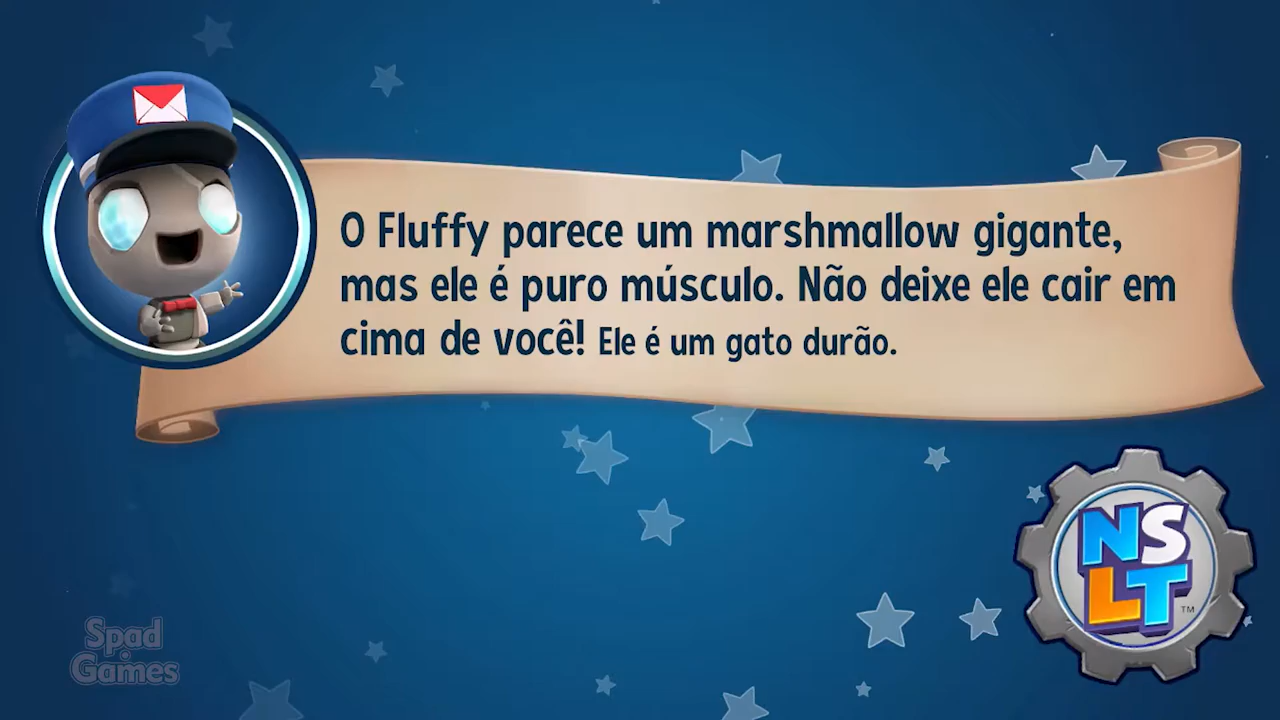 O Fluffy parece um marshmallow gigante,
mas ele é puro músculo. Não deixe ele cair em
cima de você! Ele é um gato durão.
NS
LT
TM
Spad
Games